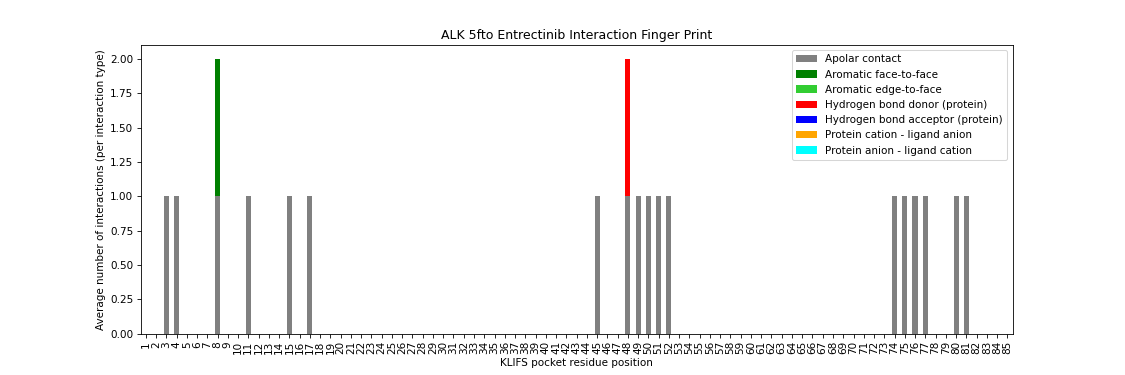 ALK 5fto Entrectinib Interaction Finger Print
Average number of interactions (per interaction type)
2.00
1.75
1.50
1.25
1.00
0.75
0.50
0.25
0.00
Apolar contact
Aromatic face-to-face
Aromatic edge-to-face
Hydrogen bond donor (protein)
Hydrogen bond acceptor (protein)
Protein cation - ligand anion
Protein anion - ligand cation
1 2 3 4 5 6 7 8 9 10 11 12 13 14 15 16 17 18 19 20 21 22 23 24 25 26 27 28 29 30 31 32 33 34 35 36 37 38 39 40 41 42 43 44 45 46 47 48 49 50 51 52 53 54 55 56 57 58 59 60 61 62 63 64 65 66 67 68 69 70 71 72 73 74 75 76 77 78 79 80 81 82 83 84 85
KLIFS pocket residue position